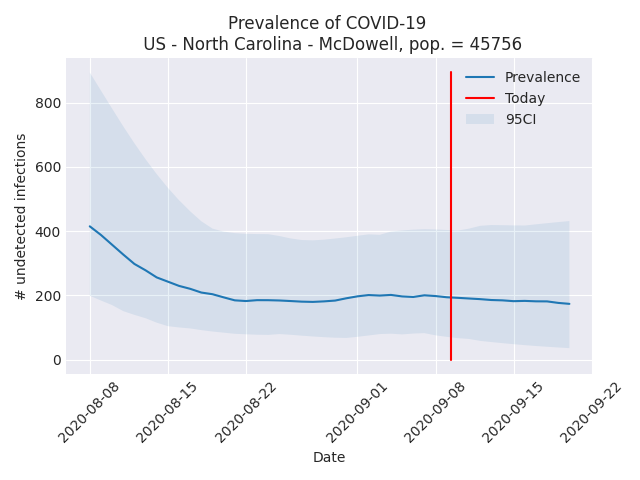 Prevalence of COVID-19
US - North Carolina - McDowell, pop. = 45756
Prevalence
Today
95CI
# undetected infections
800
600
400
200
0
2020-08-08
2020-08-15
2020-08-22
2020-09-01
2020-09-08
2020-09-15
2020-09-22
Date